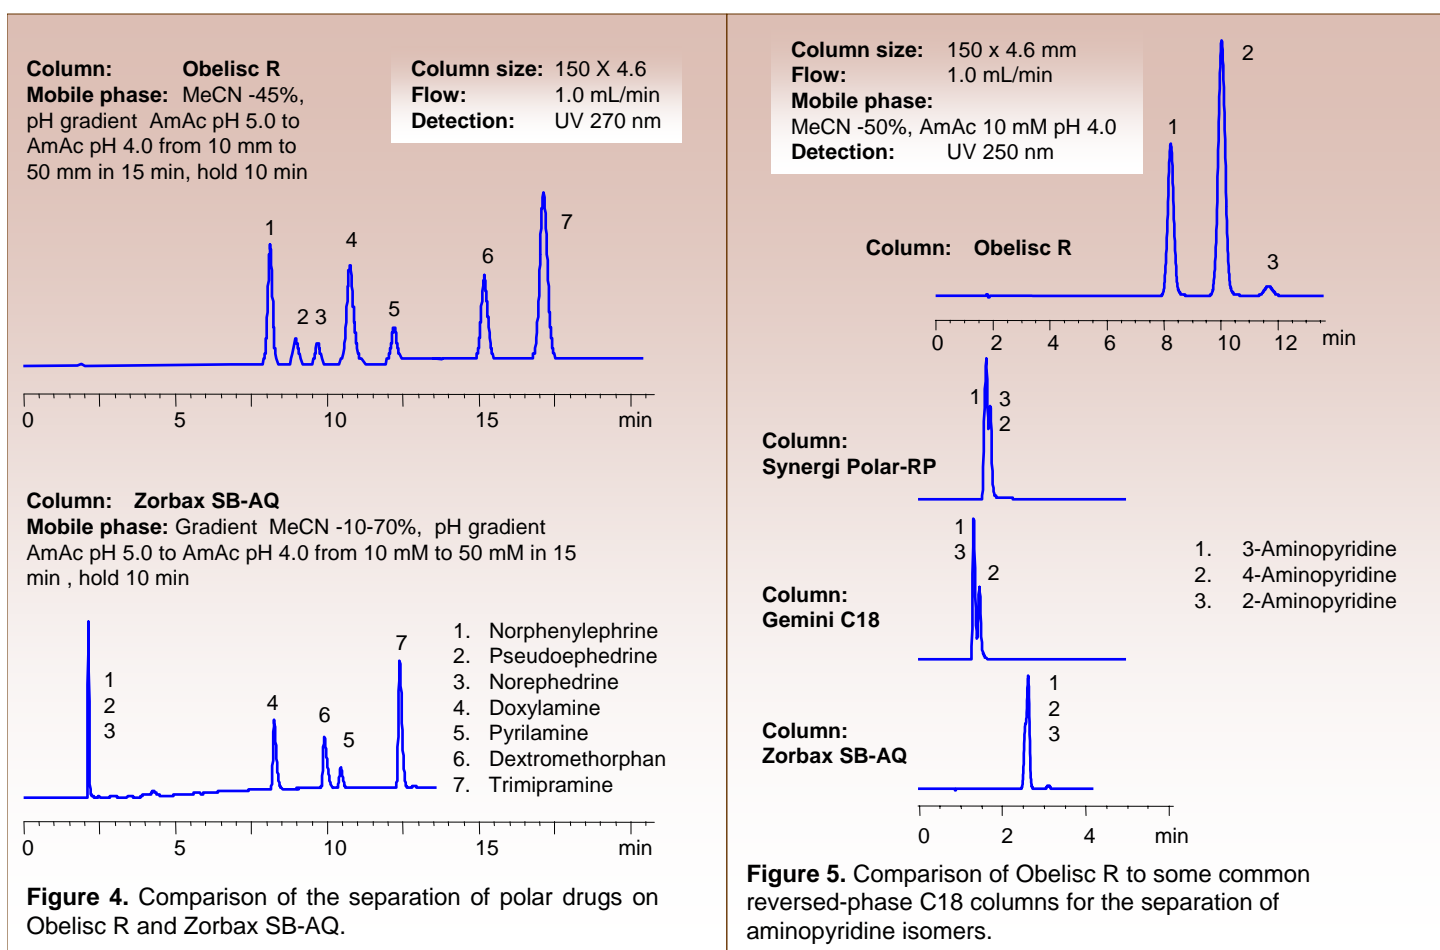 Column: Obelisc R
Mobile phase: MeCN -45%,
pH gradient AmAc pH 5.0 to
AmAc pH 4.0 from 10 mm to
50 mm in 15 min, hold 10 min
Column size: 150 X 4.6
Flow: 1.0 mL/min
Detection: UV 270 nm
1
2
3
4
5
6
7
0 5 10 15 min
Column: Zorbax SB-AQ
Mobile phase: Gradient MeCN -10-70%, pH gradient
AmAc pH 5.0 to AmAc pH 4.0 from 10 mM to 50 mM in 15
min , hold 10 min
1
2
3
4
6
5
7
1. Norphenylephrine
2. Pseudoephedrine
3. Norephedrine
4. Doxylamine
5. Pyrilamine
6. Dextromethorphan
7. Trimipramine
0 5 10 15 min
Figure 4. Comparison of the separation of polar drugs on
Obelisc R and Zorbax SB-AQ.
Column size: 150 x 4.6 mm
Flow: 1.0 mL/min
Mobile phase:
MeCN -50%, AmAc 10 mM pH 4.0
Detection: UV 250 nm
1
2
3
Column: Obelisc R
0 2 4 6 8 10 12 min
1 3
2
Column:
Synergi Polar-RP
1
3
2
Column:
Gemini C18
1. 3-Aminopyridine
2. 4-Aminopyridine
3. 2-Aminopyridine
1
2
3
Column:
Zorbax SB-AQ
0 2 4 min
Figure 5. Comparison of Obelisc R to some common
reversed-phase C18 columns for the separation of
aminopyridine isomers.